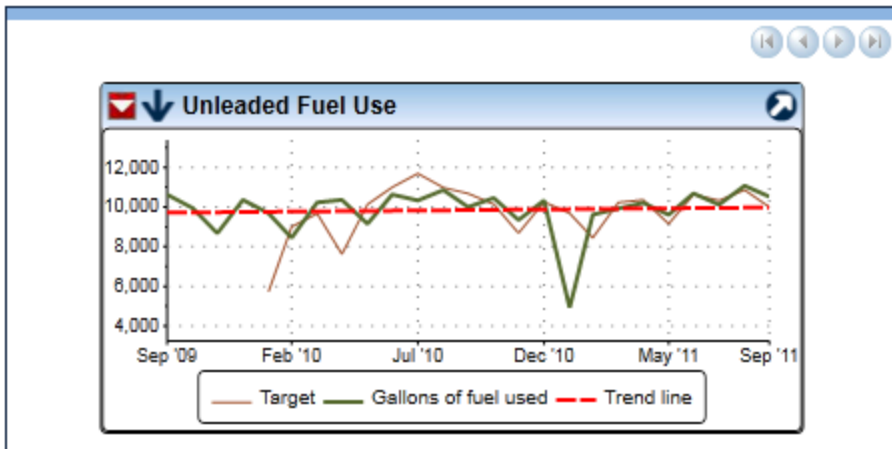 Unleaded Fuel Use
12,000
10,000
8,000
6,000
4,000
Sep '09 Feb '10 Jul '10 Dec '10 May '11 Sep '11
Target Gallons of fuel used Trend line